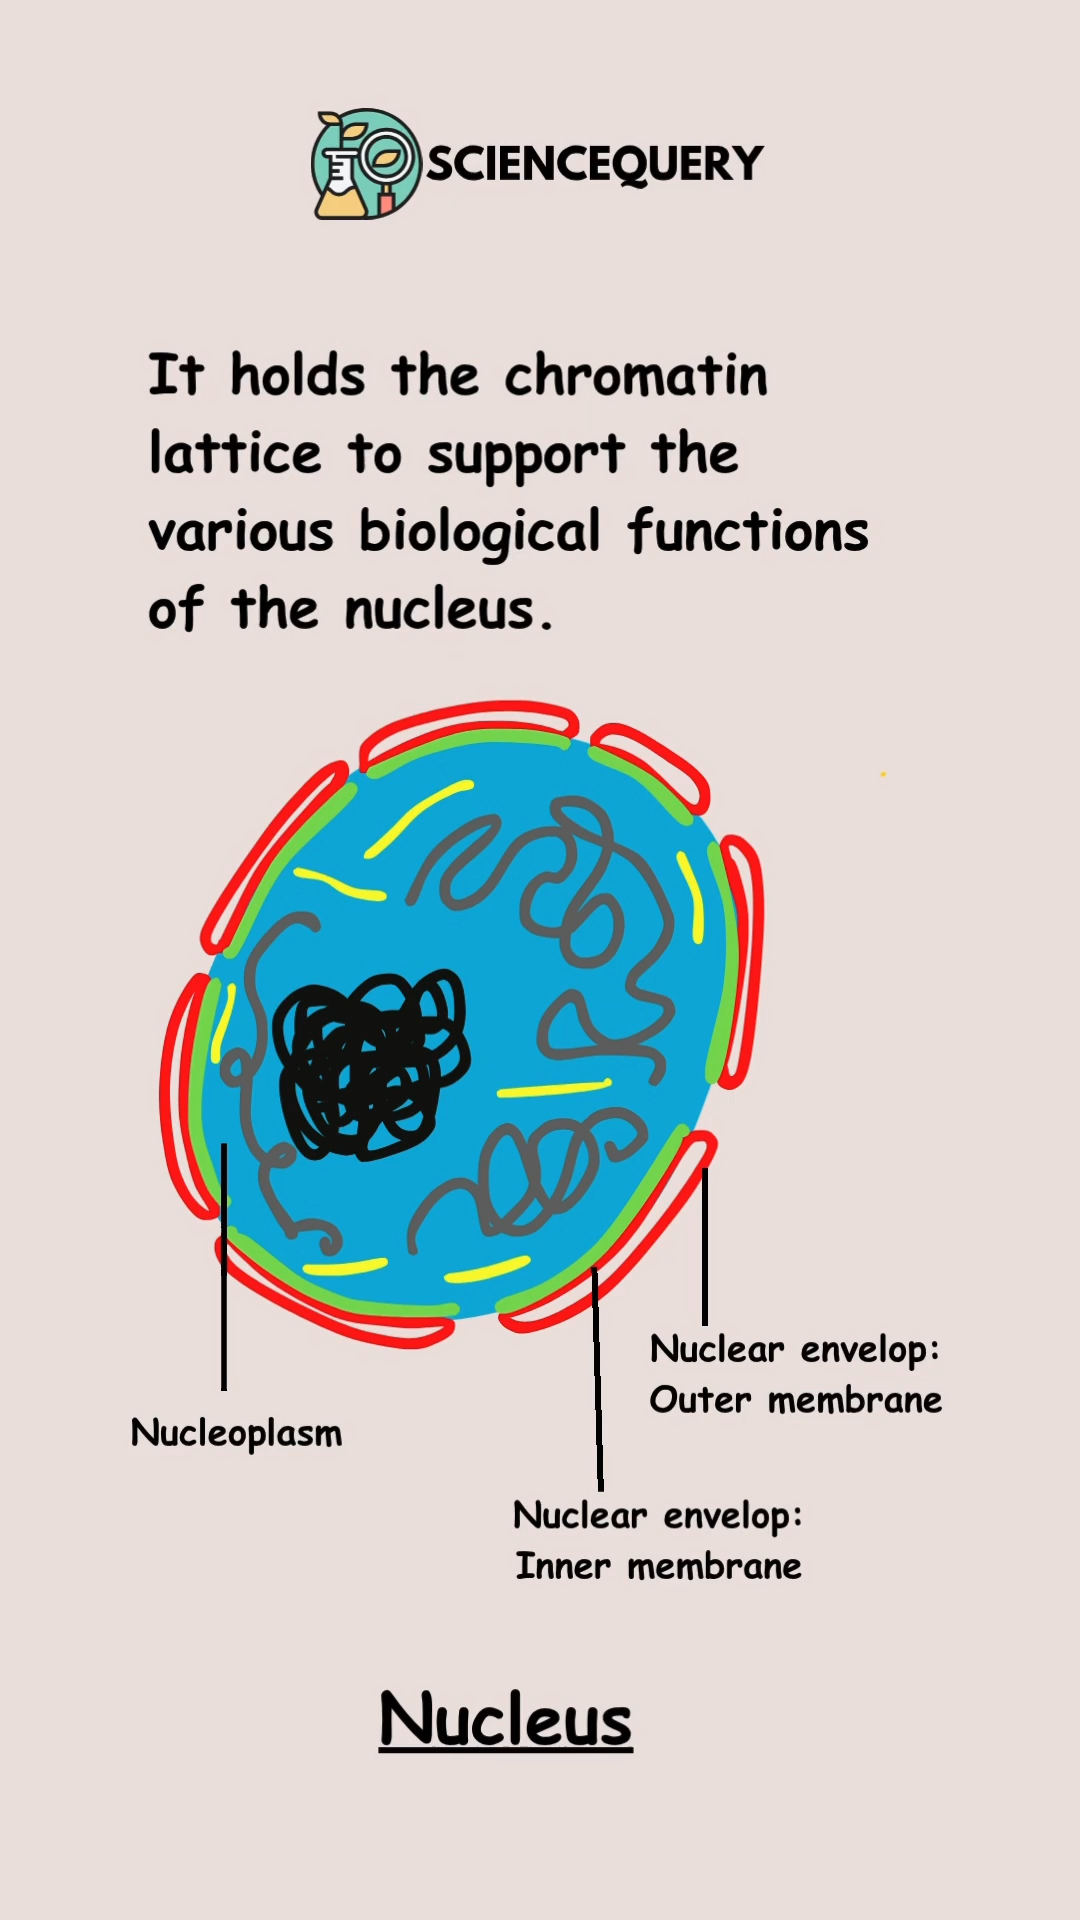 SCIENCEQUERY
It holds the chromatin
lattice to support the
various biological functions
of the nucleus.
Nuclear envelop:
Outer membrane
Nucleoplasm
Nuclear envelop:
Inner membrane
Nucleus